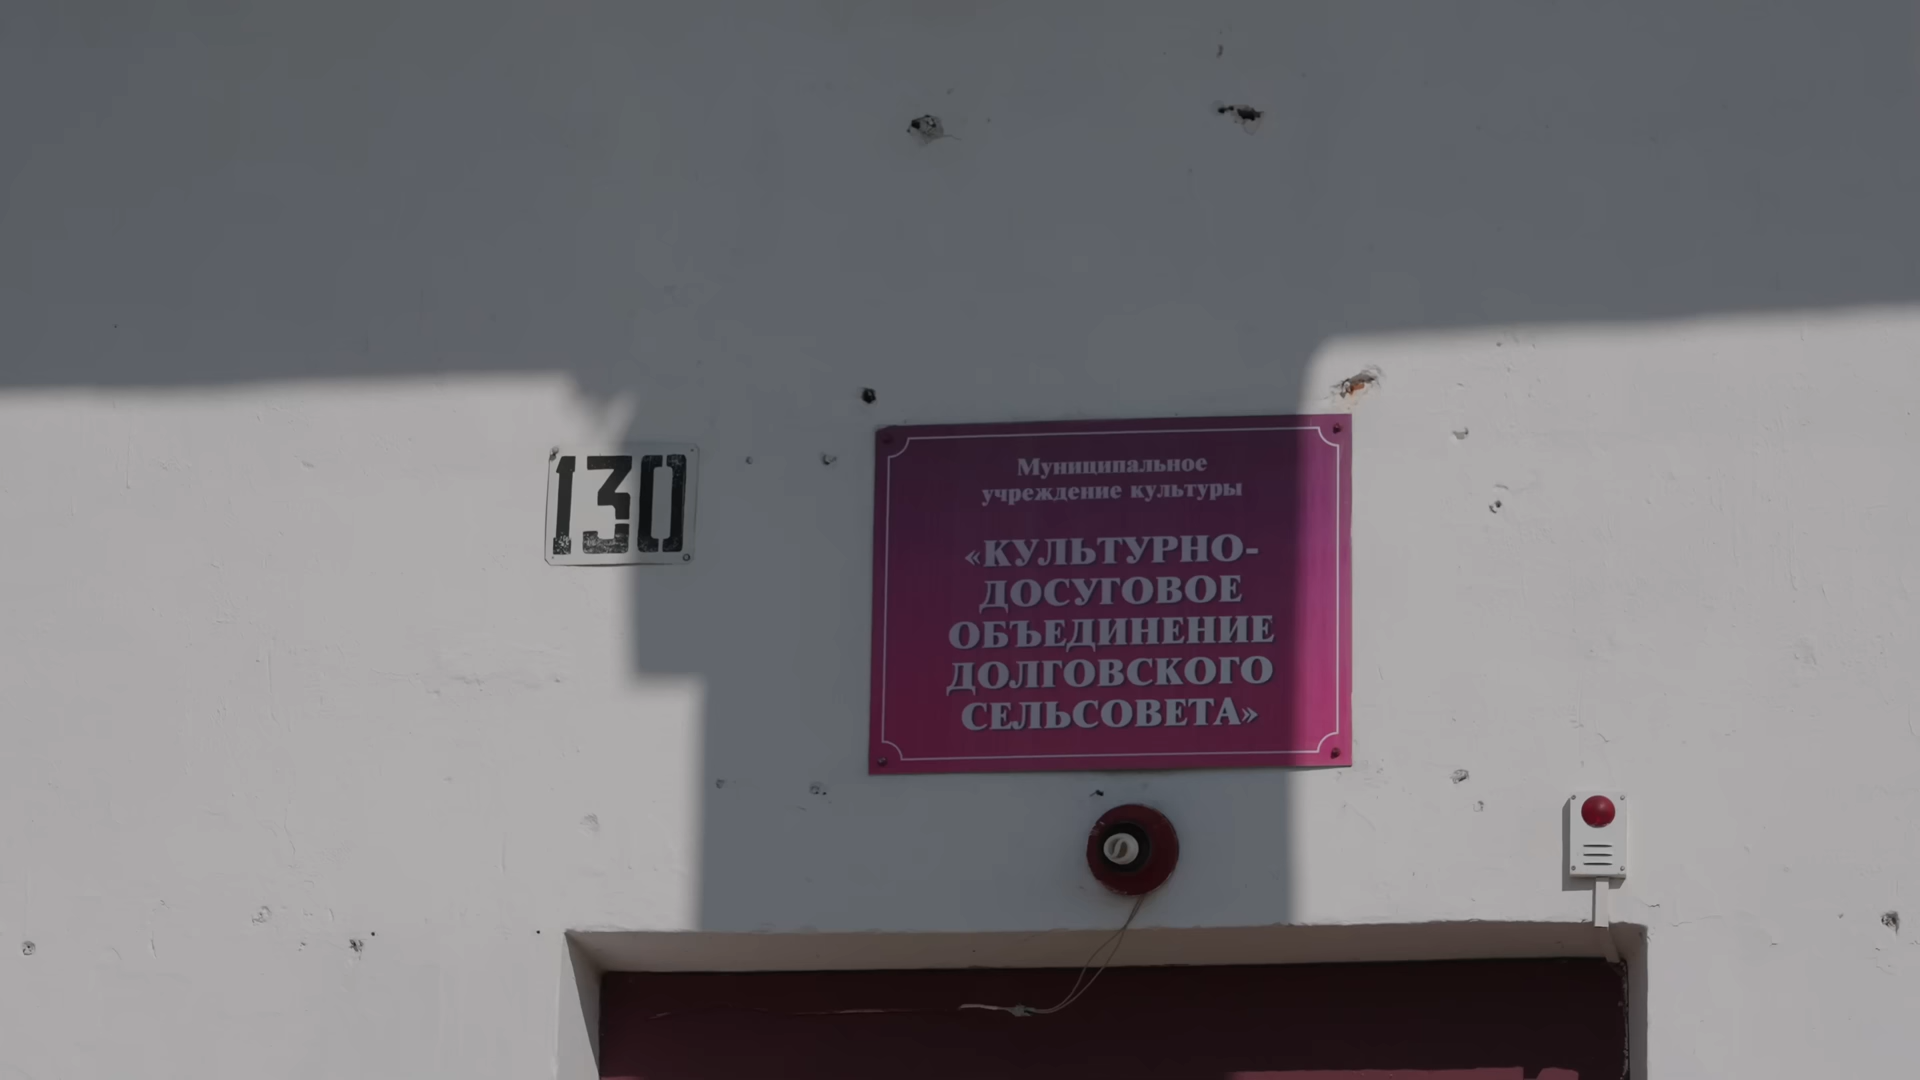 130
Муниципальное
учреждение культуры
«КУЛЬТУРНО-
ДОСУГОВОЕ
ОБЪЕДИНЕНИЕ
ДОЛГОВСКОГО
СЕЛЬСОВЕТА»